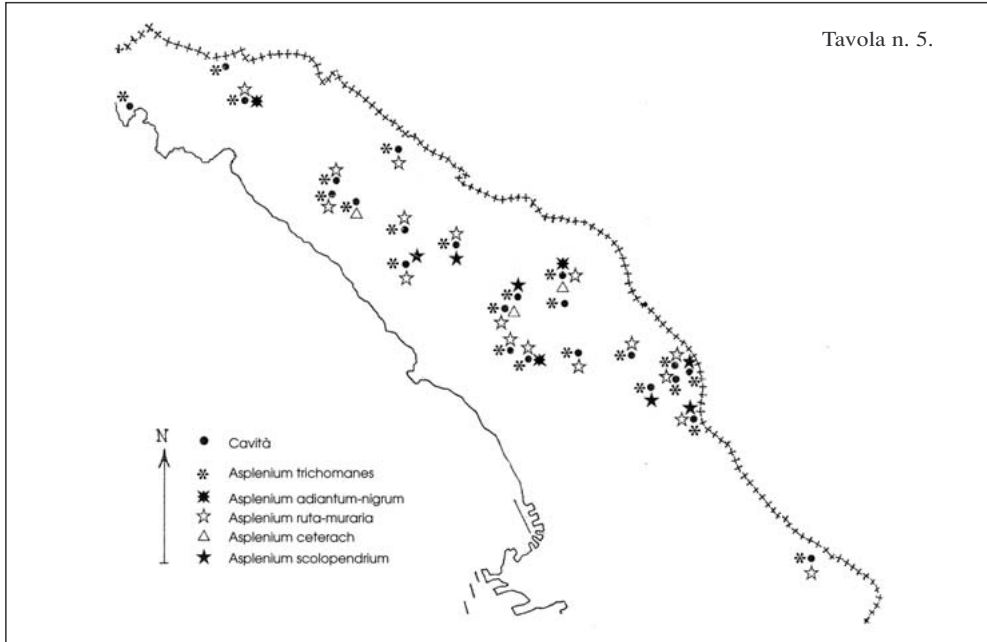 Tavola n. 5.
N
Cavità
Asplenium trichomanes
Asplenium adiantum-nigrum
Asplenium ruta-muraria
Asplenium ceterach
Asplenium scolopendrium